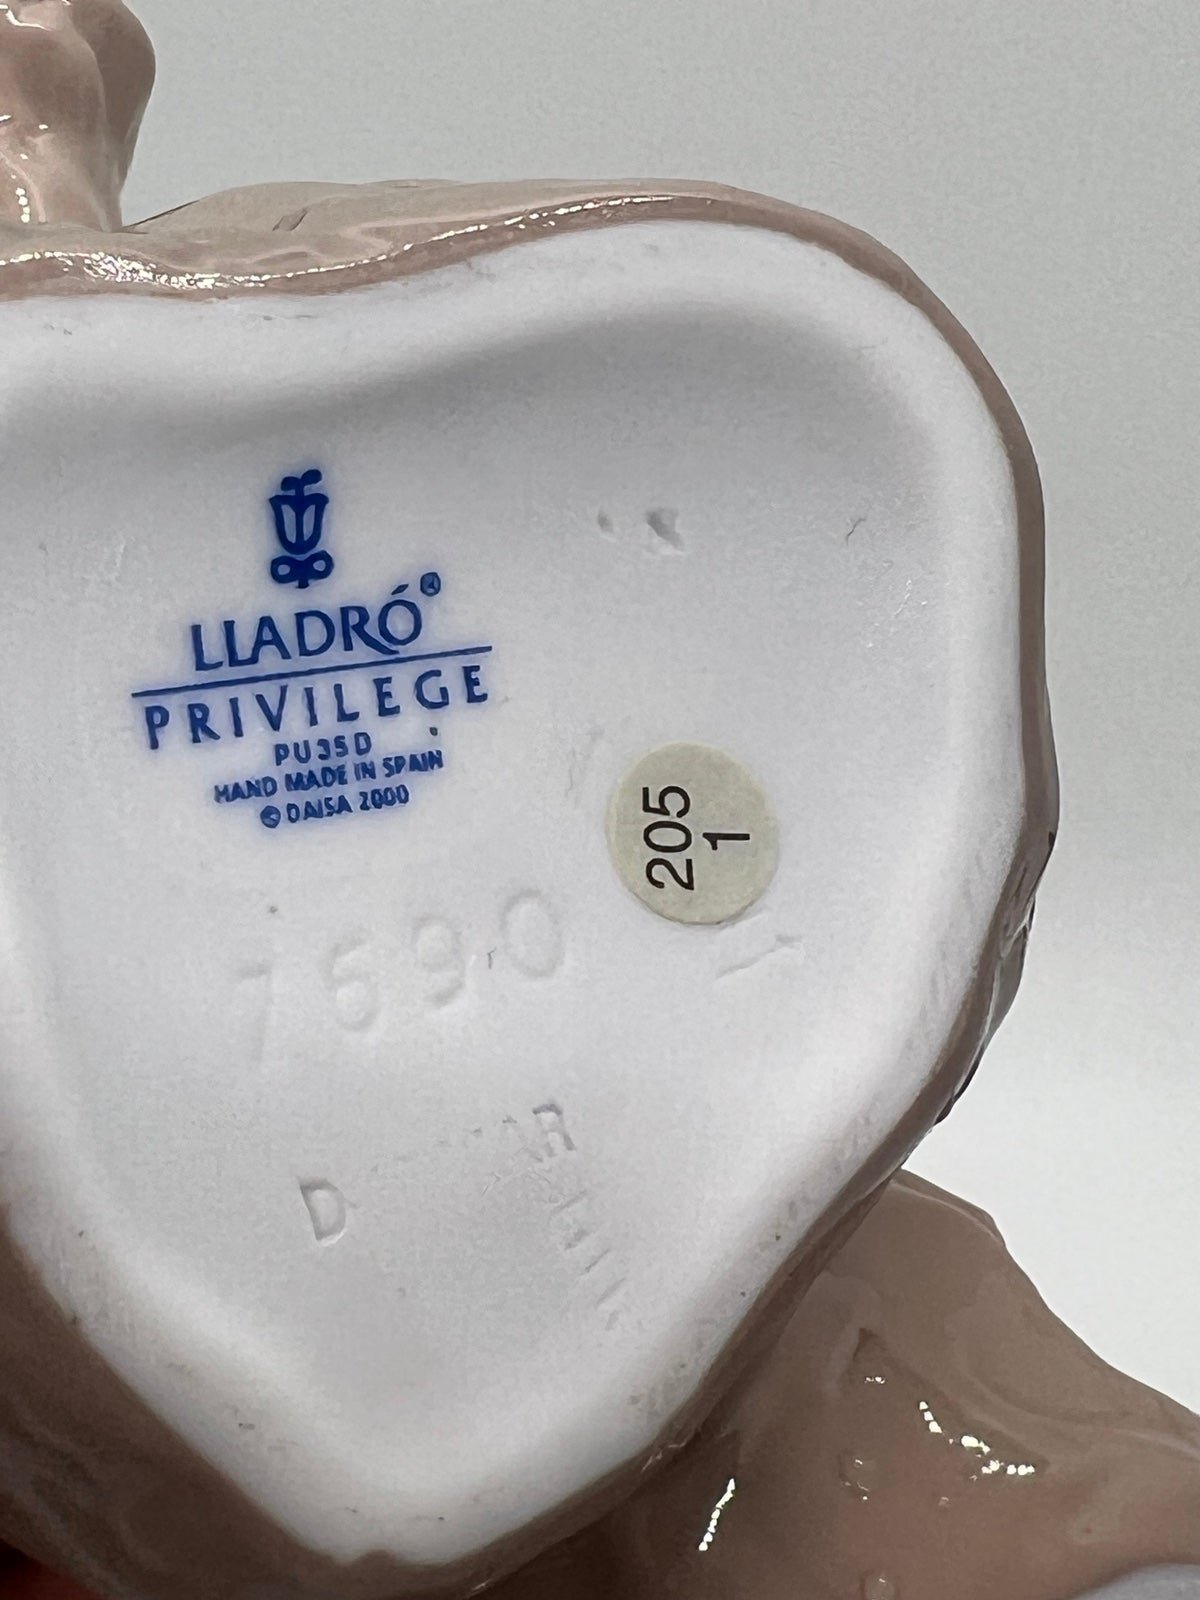 LLADRÓ®
PRIVILEGE
PU35D
HAND MADE IN SPAIN
© DAISA 2000
205
1
7690
D